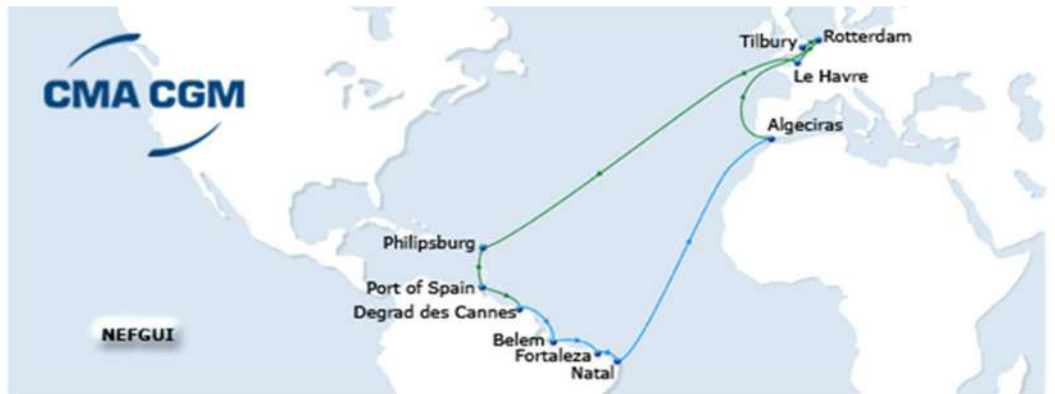 Tilbury
Rotterdam
Le Havre
CMA CGM
Algeciras
Philipsburg
Port of Spain
Degrad des Cannes
NEFGUI
Belem
Fortaleza
Natal